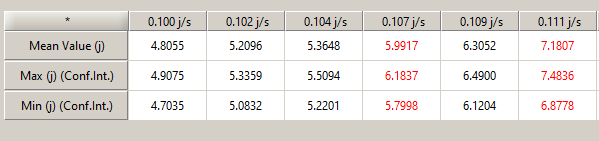 * 0.100 j/s 0.102 j/s 0.104 j/s 0.107 j/s 0.109 j/s 0.111 j/s
Mean Value (j) 4.8055 5.2096 5.3648 5.9917 6.3052 7.1807
Max (j) (Conf.Int.) 4.9075 5.3359 5.5094 6.1837 6.4900 7.4836
Min (j) (Conf.Int.) 4.7035 5.0832 5.2201 5.7998 6.1204 6.8778